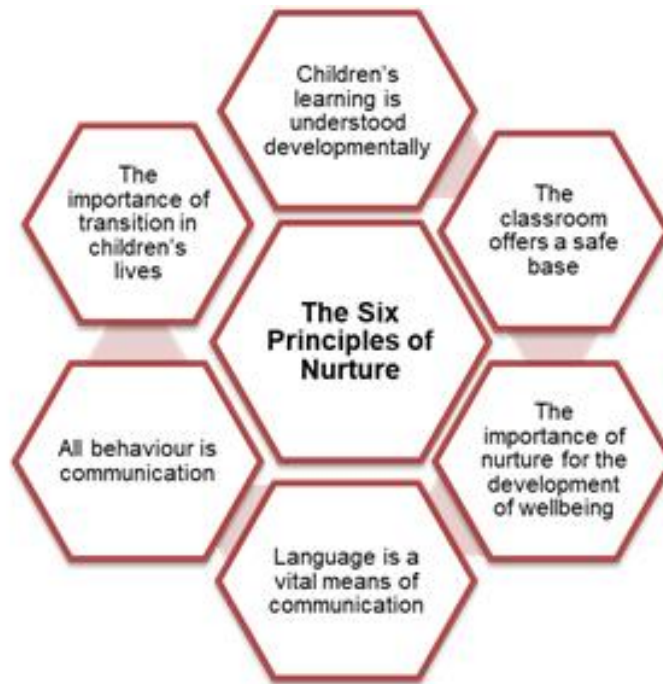 Children's
learning is
understood
developmentally
The
classroom
offers a safe
base
The
importance of
nurture for the
development
of wellbeing
Language is a
vital means of
communication
All behaviour is
communication
The
importance of
transition in
children's
lives
The Six
Principles of
Nurture